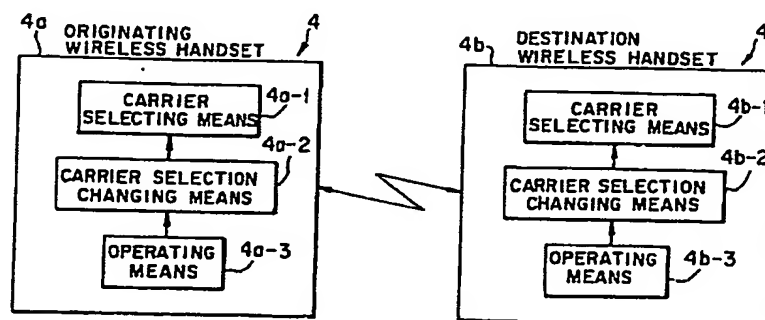 4a ORIGINATING
WIRELESS HANDSET
4
CARRIER
SELECTING MEANS
4a-1
4a-2
CARRIER SELECTION
CHANGING MEANS
OPERATING
MEANS
4a-3
4b DESTINATION
WIRELESS HANDSET
4
CARRIER
SELECTING MEANS
4b-1
4b-2
CARRIER SELECTION
CHANGING MEANS
OPERATING
MEANS
4b-3